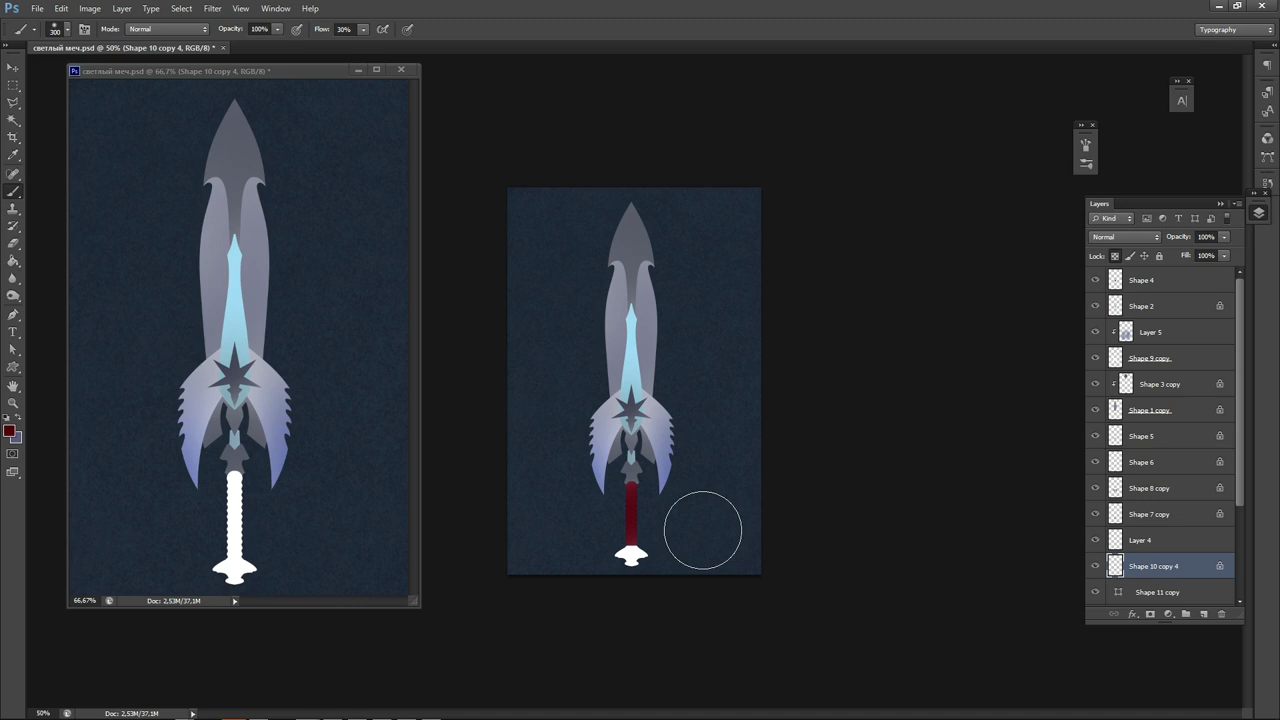 Ps File Edit Image Layer Type Select Filter View Window Help
300 Mode: Normal Opacity: 100% Flow: 30% Typography
светлый меч.psd @ 50% (Shape 10 copy 4, RGB/8) * ×
Ps светлый меч.psd @ 66,7% (Shape 10 copy 4, RGB/8) *
A|
Layers
Kind
Normal Opacity: 100%
Lock: Fill: 100%
Shape 4
Shape 2
Layer 5
Shape 9 copy
Shape 3 copy
Shape 1 copy
Shape 5
Shape 6
Shape 8 copy
Shape 7 copy
Layer 4
Shape 10 copy 4
Shape 11 copy
fx
66,67% Doc: 2,53M/37,1M
50% Doc: 2,53M/37,1M